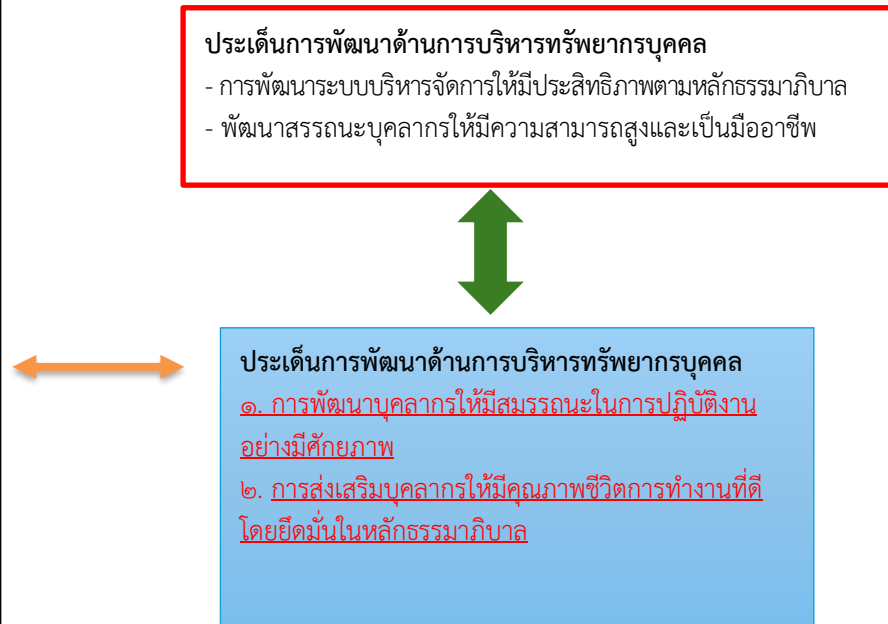 ประเด็นการพัฒนาด้านการบริหารทรัพยากรบุคคล
- การพัฒนาระบบบริหารจัดการให้มีประสิทธิภาพตามหลักธรรมาภิบาล
- พัฒนาสรรถนะบุคลากรให้มีความสามารถสูงและเป็นมืออาชีพ
ประเด็นการพัฒนาด้านการบริหารทรัพยากรบุคคล
๑. การพัฒนาบุคลากรให้มีสมรรถนะในการปฏิบัติงาน
อย่างมีศักยภาพ
๒. การส่งเสริมบุคลากรให้มีคุณภาพชีวิตการทำงานที่ดี
โดยยึดมั่นในหลักธรรมาภิบาล